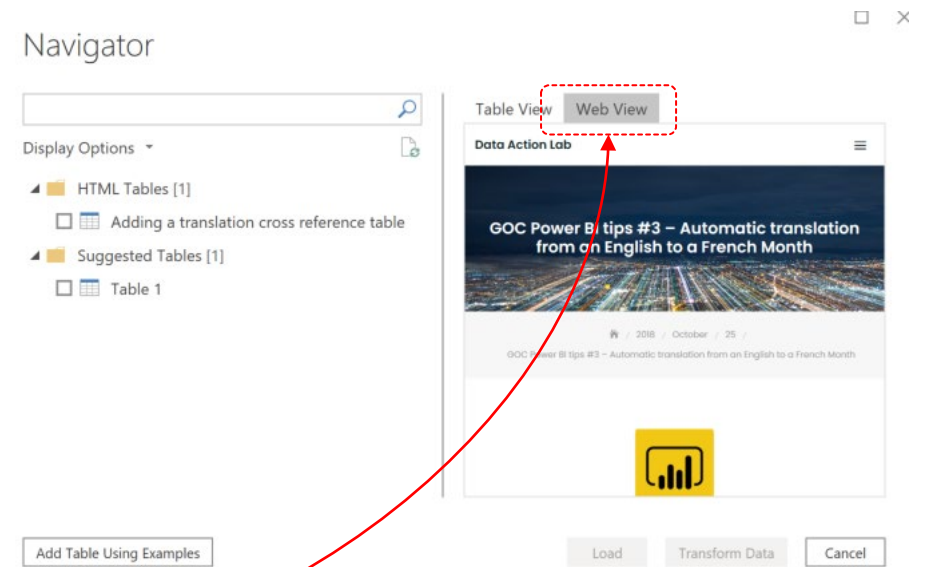 Navigator
Display Options
HTML Tables [1]
Adding a translation cross reference table
Suggested Tables [1]
Table 1
Add Table Using Examples
Table View Web View
Data Action Lab
GOC Power BI tips #3 – Automatic translation
from an English to a French Month
/ 2018 / October / 25 /
GOC Power BI tips #3 – Automatic translation from an English to a French Month
Load Transform Data Cancel